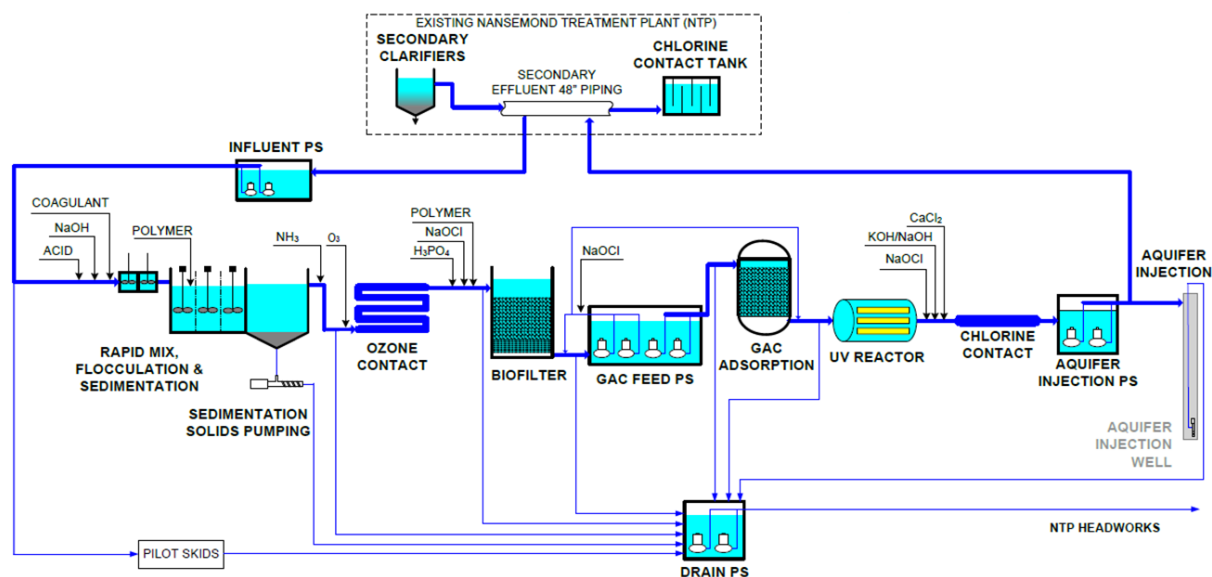 EXISTING NANSEMOND TREATMENT PLANT (NTP)
SECONDARY
CLARIFIERS
CHLORINE
CONTACT TANK
SECONDARY
EFFLUENT 48" PIPING
INFLUENT PS
COAGULANT
NaOH
ACID
POLYMER
NH₃
O₃
POLYMER
NaOCl
H₃PO₄
NaOCl
CaCl₂
KOH/NaOH
NaOCl
AQUIFER
INJECTION
RAPID MIX,
FLOCCULATION &
SEDIMENTATION
OZONE
CONTACT
BIOFILTER
GAC FEED PS
GAC
ADSORPTION
UV REACTOR
CHLORINE
CONTACT
AQUIFER
INJECTION PS
SEDIMENTATION
SOLIDS PUMPING
AQUIFER
INJECTION
WELL
PILOT SKIDS
DRAIN PS
NTP HEADWORKS